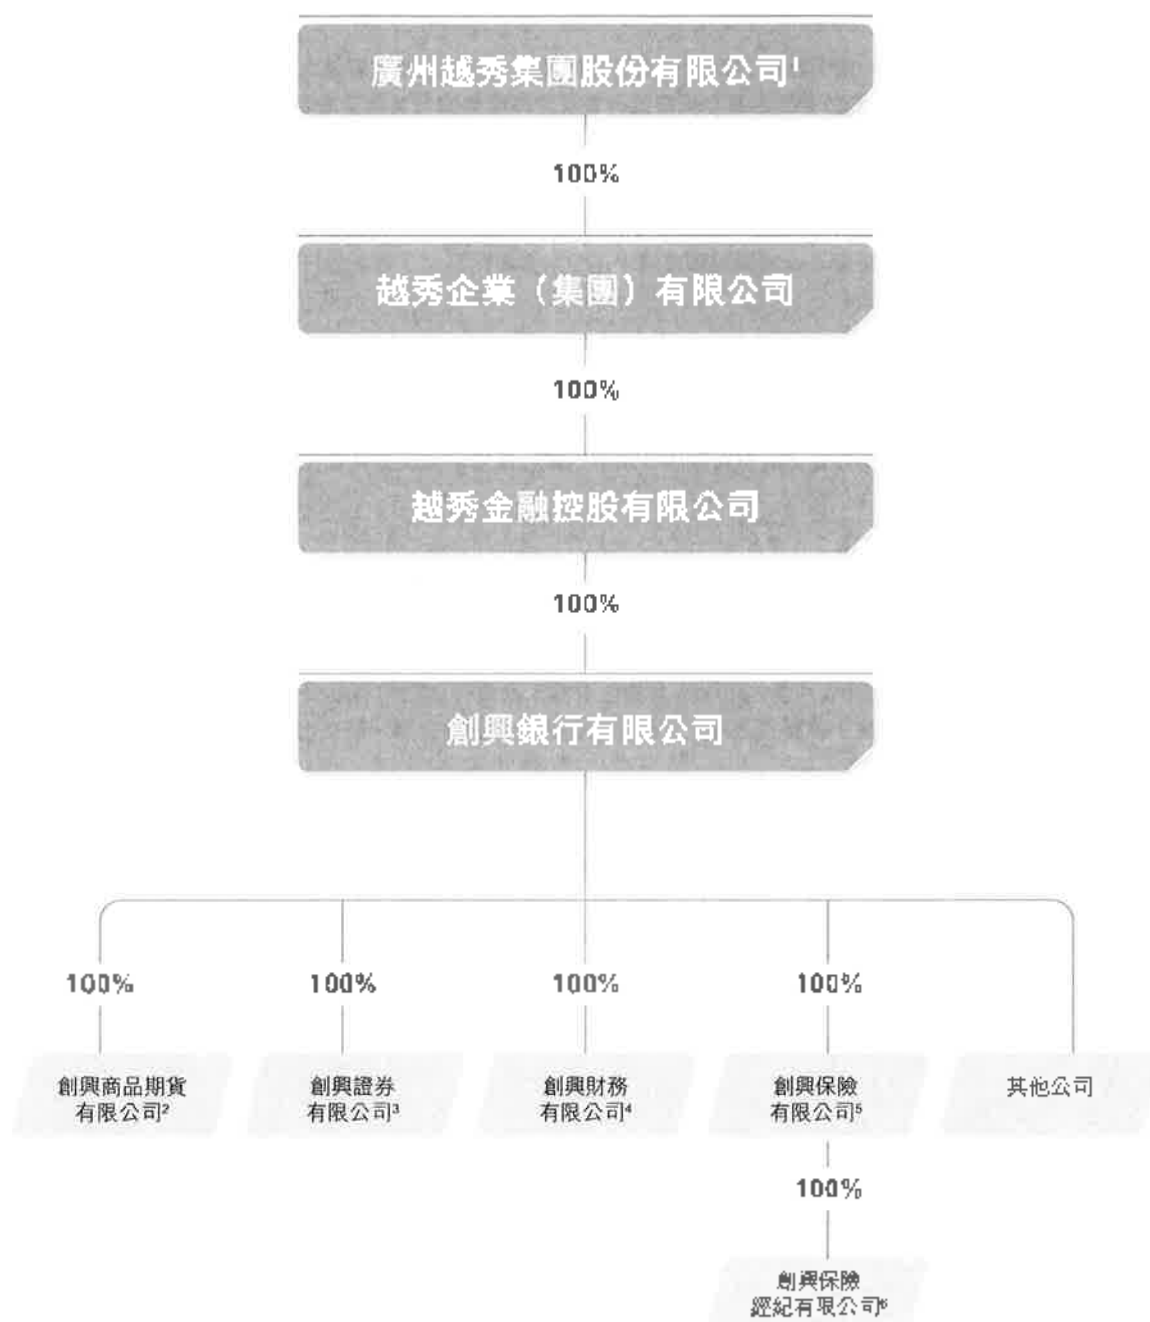 廣州越秀集團股份有限公司¹
100%
越秀企業（集團）有限公司
100%
越秀金融控股有限公司
100%
創興銀行有限公司
100%
100%
100%
100%
創興商品期貨
有限公司²
創興證券
有限公司³
創興財務
有限公司⁴
創興保險
有限公司⁵
其他公司
100%
創興保險
經紀有限公司⁶